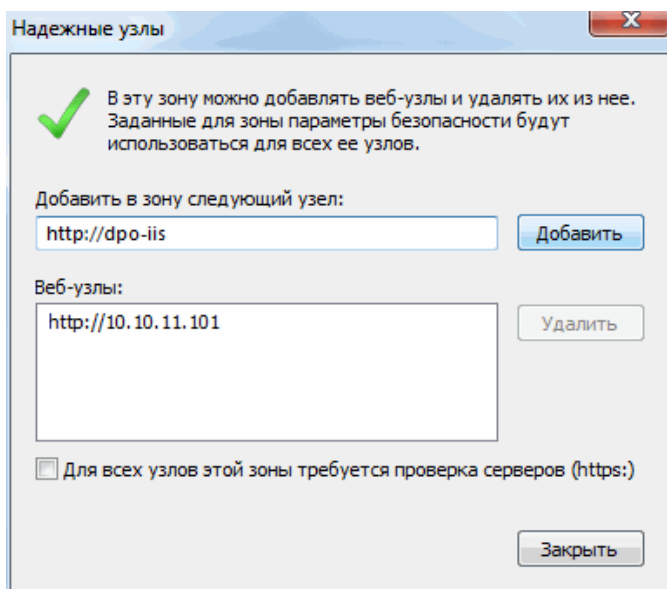 Надежные узлы
В эту зону можно добавлять веб-узлы и удалять их из нее.
Заданные для зоны параметры безопасности будут
использоваться для всех ее узлов.
Добавить в зону следующий узел:
http://dpo-iis
Добавить
Веб-узлы:
http://10.10.11.101
Удалить
Для всех узлов этой зоны требуется проверка серверов (https:)
Закрыть